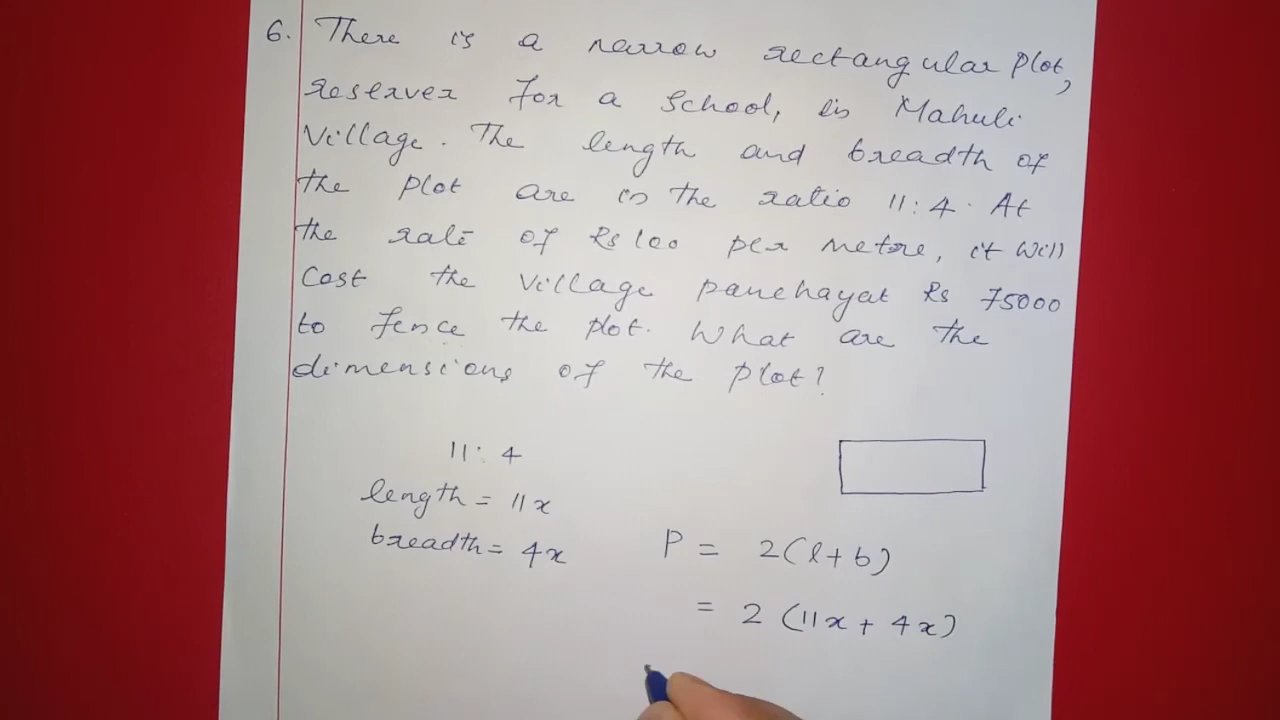 6. There is a narrow rectangular plot,
reserver for a school, in Mahuli
village. The length and breadth of
the plot are in the ratio 11:4. At
the rate of Rs 100 per metre, it will
cost the village panchayat Rs 75000
to fence the plot. What are the
dimensions of the plot?
11:4
length = 11x
breadth = 4x
P = 2(l+b)
= 2 (11x + 4x)